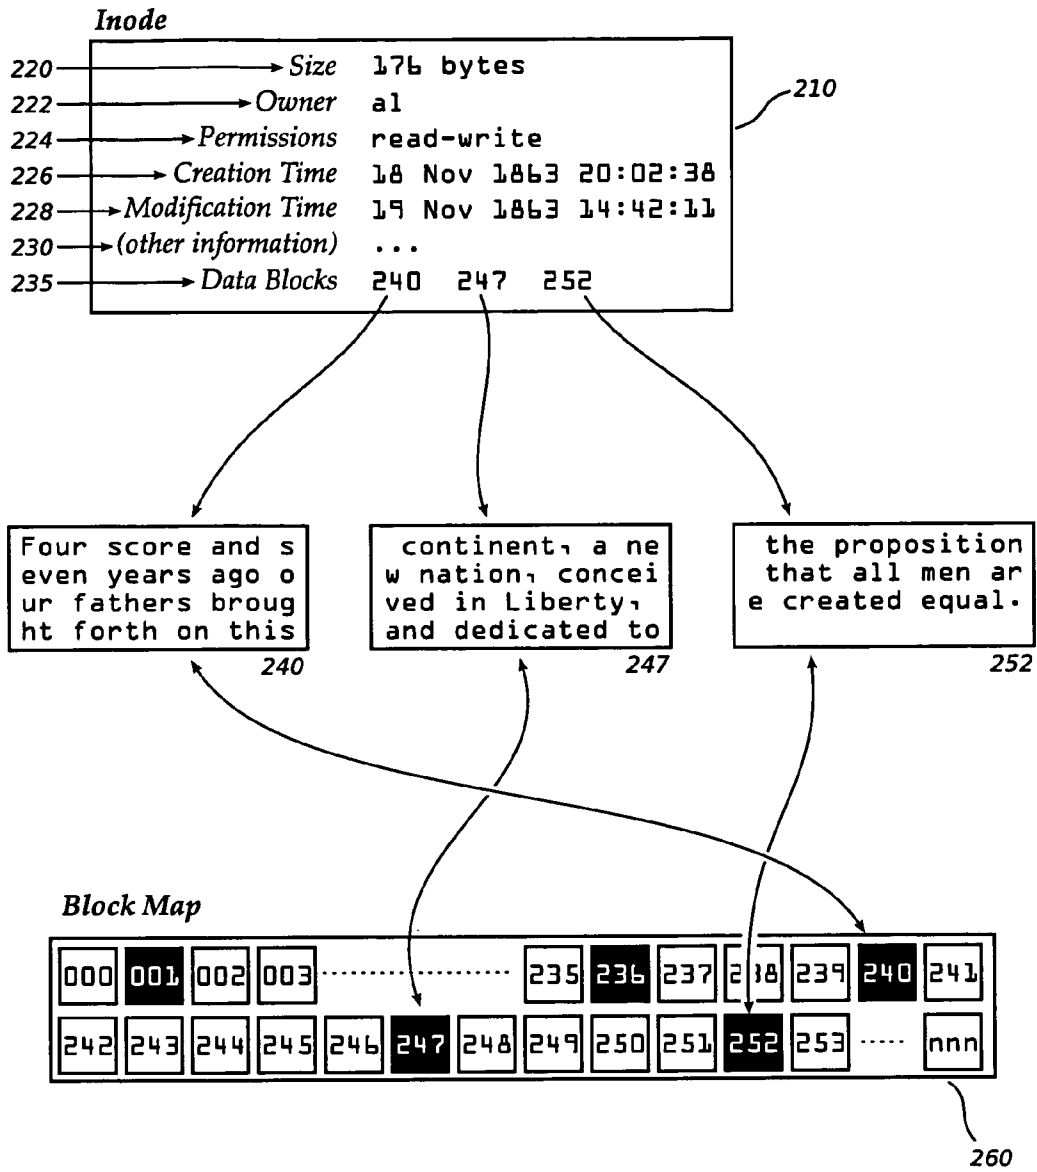 Inode
220 Size 176 bytes
210
222 Owner al
224 Permissions read-write
226 Creation Time 18 Nov 1863 20:02:38
228 Modification Time 19 Nov 1863 14:42:11
230 (other information) ...
235 Data Blocks 240 247 252
Four score and s
even years ago o
ur fathers broug
ht forth on this
240
continent, a ne
w nation, concei
ved in Liberty,
and dedicated to
247
the proposition
that all men ar
e created equal.
252
Block Map
000 001 002 003 235 236 237 238 239 240 241
242 243 244 245 246 247 248 249 250 251 252 253 nnn
260